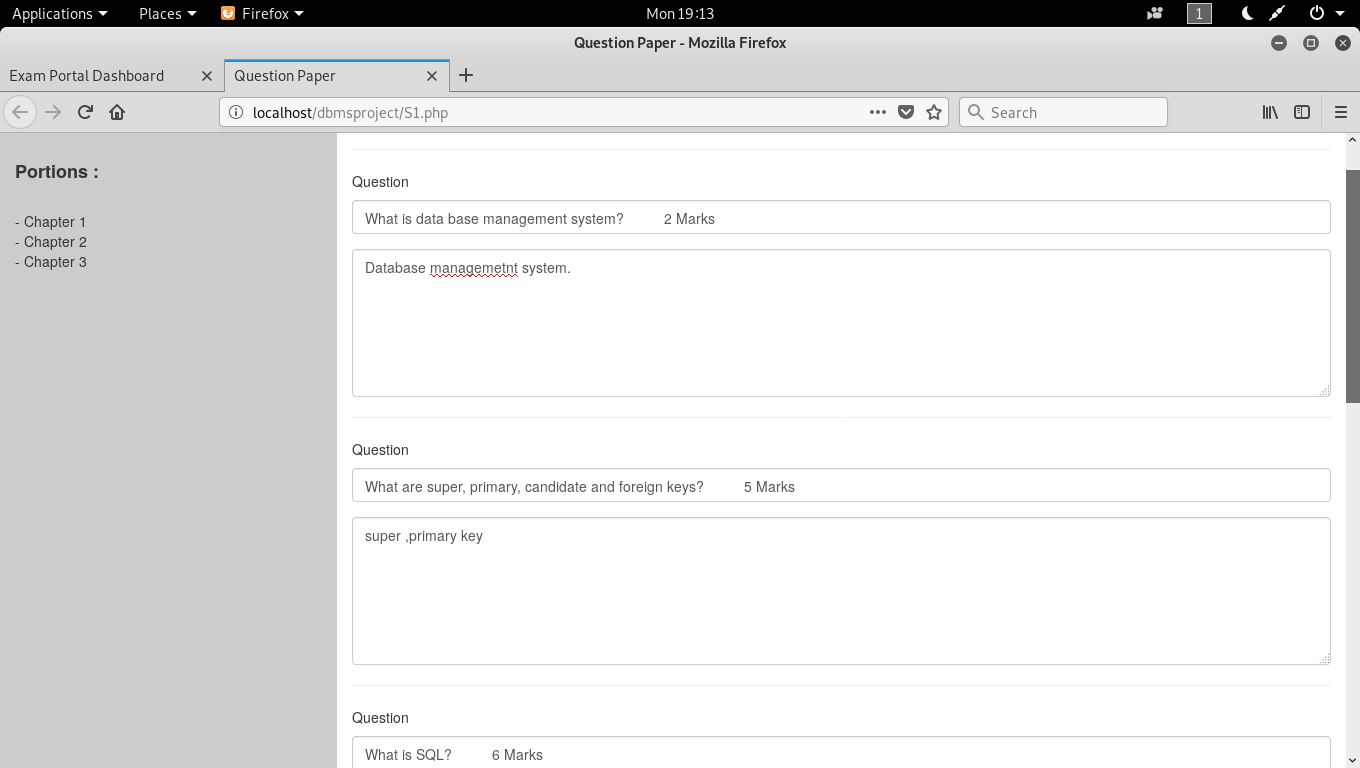 Applications Places Firefox Mon 19:13 1
Question Paper - Mozilla Firefox
Exam Portal Dashboard Question Paper
localhost/dbmsproject/S1.php Search
Portions :
- Chapter 1
- Chapter 2
- Chapter 3
Question
What is data base management system? 2 Marks
Database managemetnt system.
Question
What are super, primary, candidate and foreign keys? 5 Marks
super ,primary key
Question
What is SQL? 6 Marks